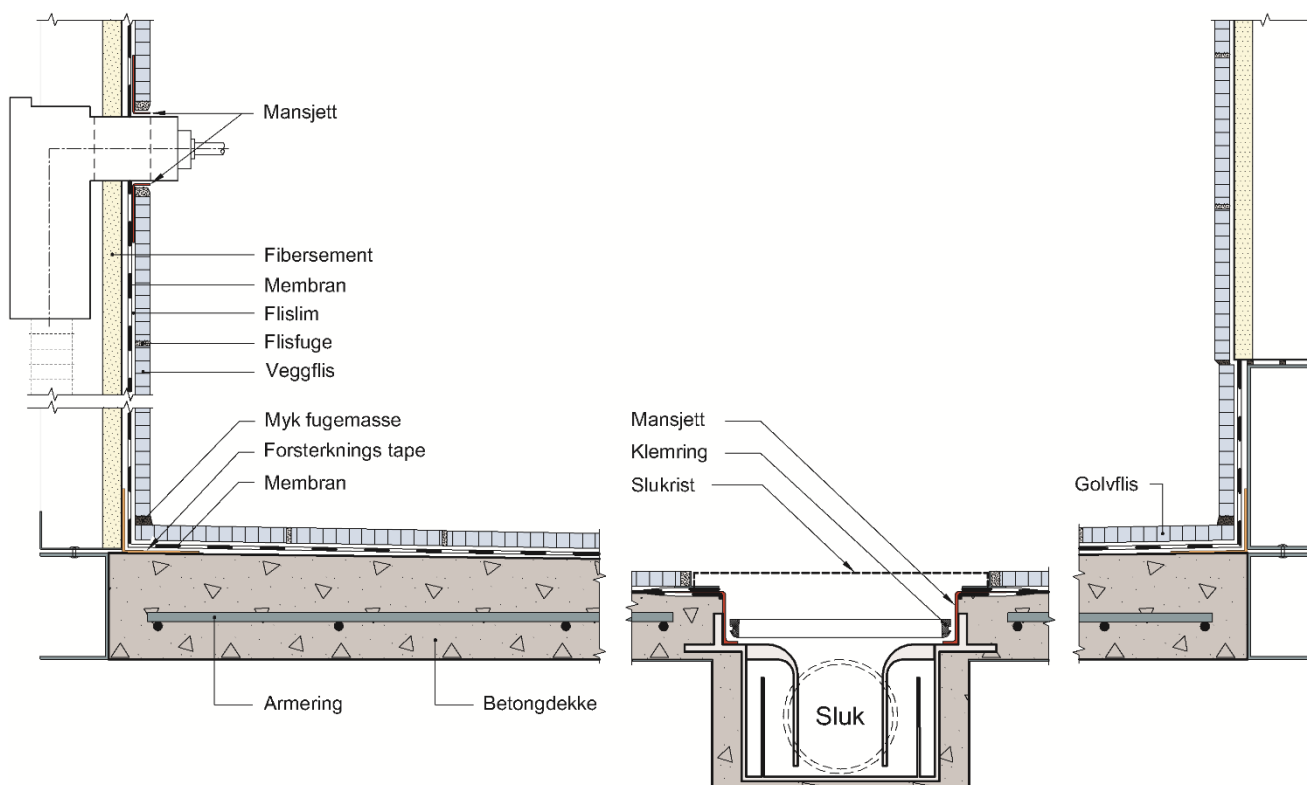 Mansjett
Fibersement
Membran
Flislim
Flisfuge
Veggflis
Myk fugemasse
Forsterknings tape
Membran
Mansjett
Klemring
Slukrist
Golvflis
Armering
Betongdekke
Sluk